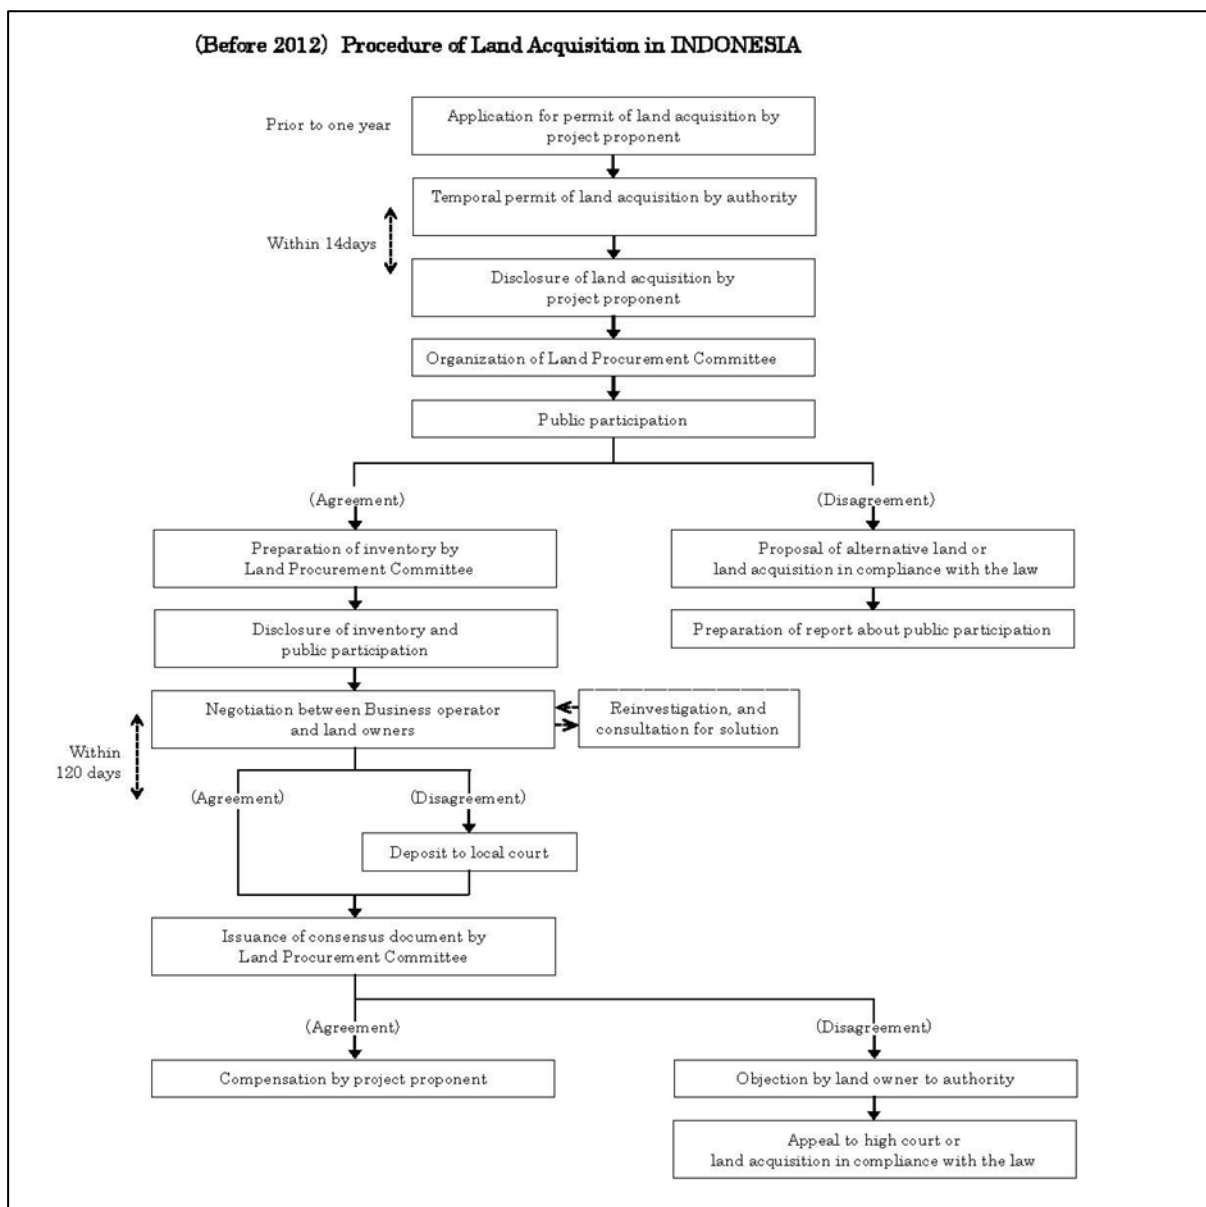 (Before 2012) Procedure of Land Acquisition in INDONESIA
Prior to one year
Application for permit of land acquisition by
project proponent
Temporal permit of land acquisition by authority
Within 14days
Disclosure of land acquisition by
project proponent
Organization of Land Procurement Committee
Public participation
(Agreement)
(Disagreement)
Preparation of inventory by
Land Procurement Committee
Proposal of alternative land or
land acquisition in compliance with the law
Disclosure of inventory and
public participation
Preparation of report about public participation
Negotiation between Business operator
and land owners
Reinvestigation, and
consultation for solution
Within
120 days
(Agreement)
(Disagreement)
Deposit to local court
Issuance of consensus document by
Land Procurement Committee
(Agreement)
(Disagreement)
Compensation by project proponent
Objection by land owner to authority
Appeal to high court or
land acquisition in compliance with the law